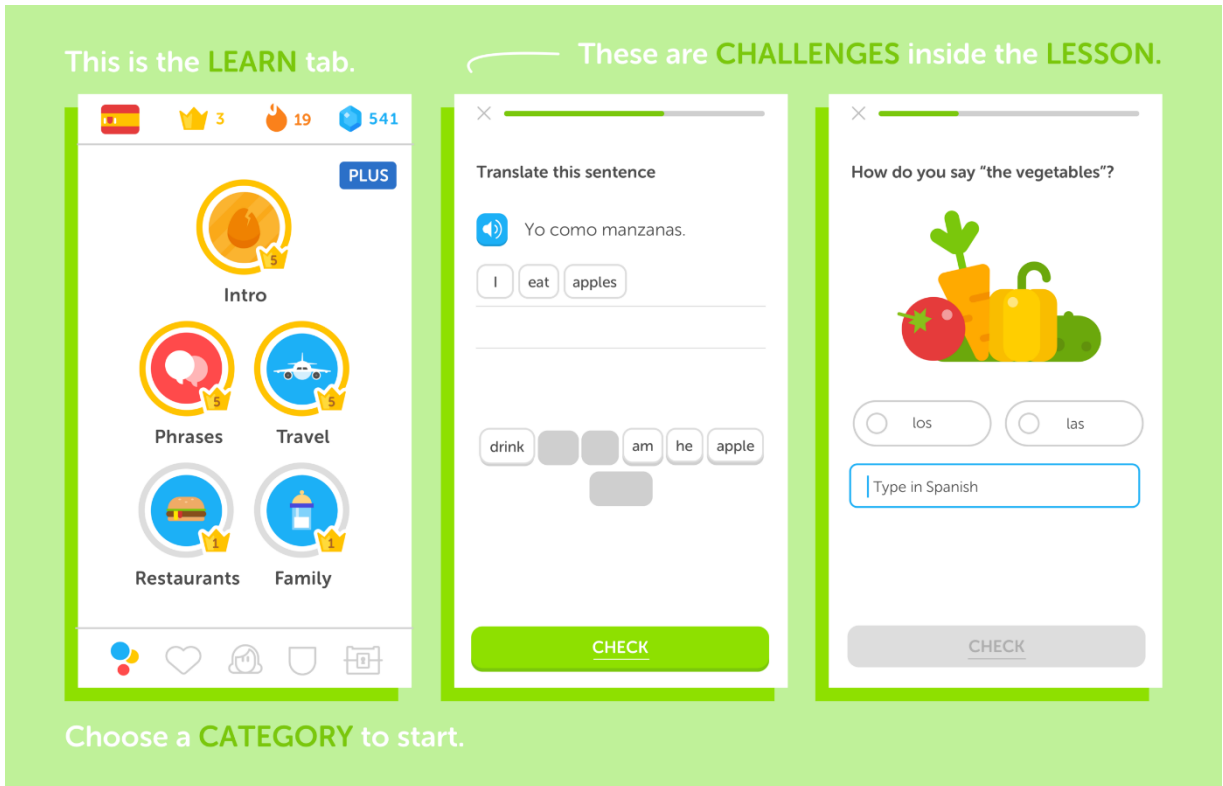 This is the LEARN tab.
These are CHALLENGES inside the LESSON.
3 19 541
PLUS
5
Intro
5 5
Phrases Travel
1 1
Restaurants Family
Translate this sentence
Yo como manzanas.
I eat apples
drink am he apple
CHECK
How do you say “the vegetables”?
los las
Type in Spanish
CHECK
Choose a CATEGORY to start.